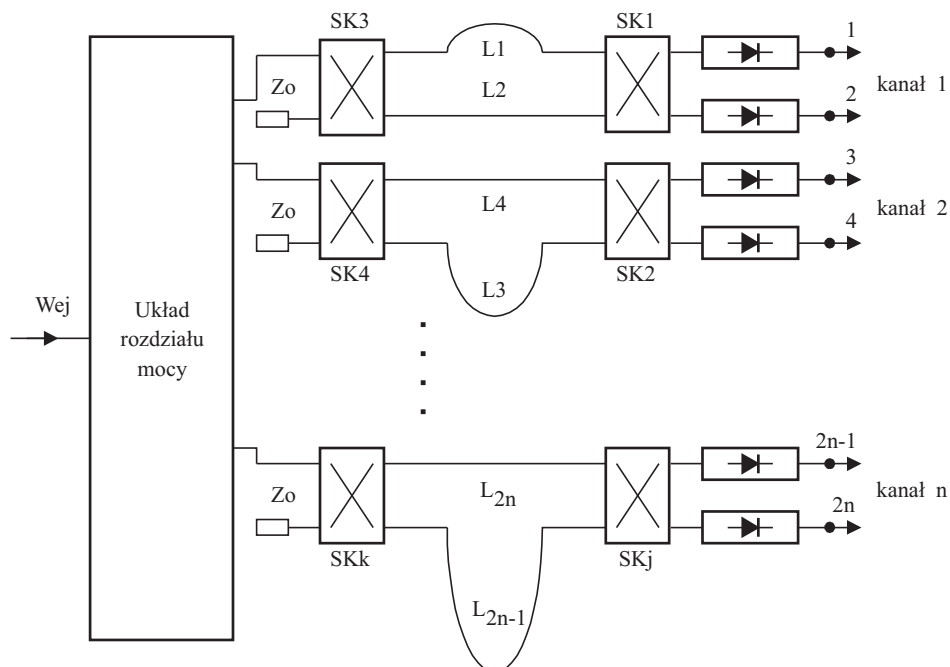 SK3
SK1
1
L1
Zo
L2
2
kanał 1
3
L4
Zo
4
kanał 2
SK4
L3
SK2
Wej
Układ
rozdziału
mocy
2n-1
Zo
L2n
2n
kanał n
SKk
SKj
L2n-1